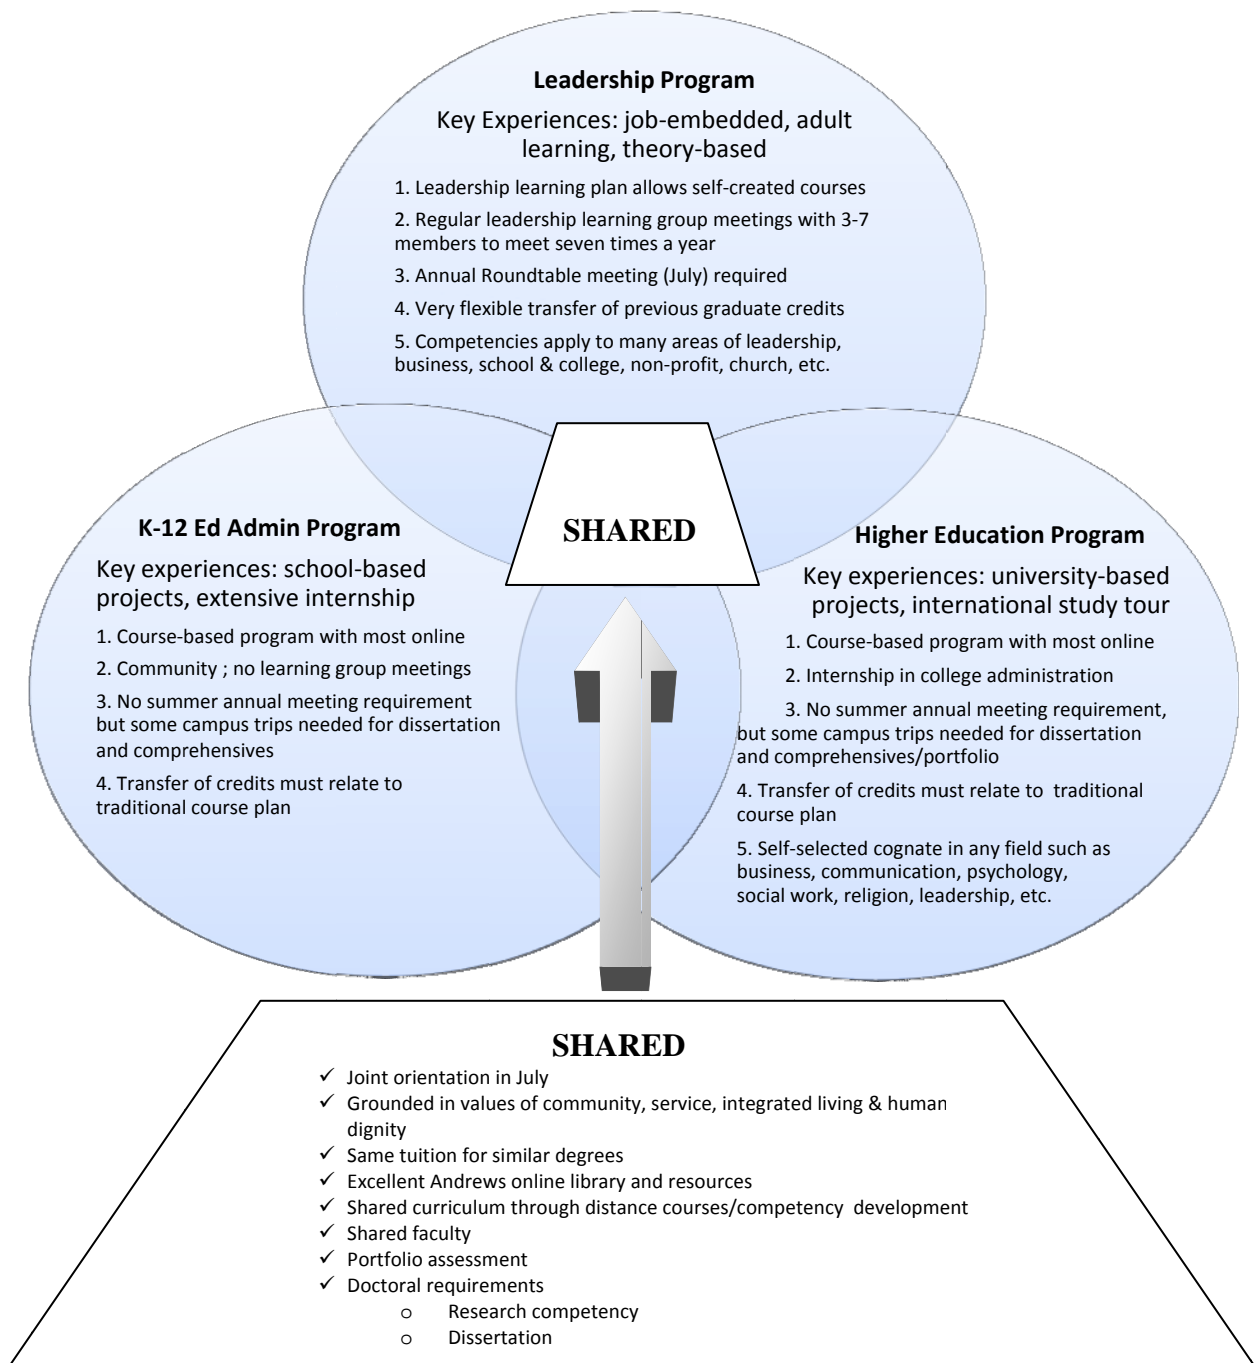 Leadership Program
Key Experiences: job-embedded, adult
learning, theory-based
1. Leadership learning plan allows self-created courses
2. Regular leadership learning group meetings with 3-7
members to meet seven times a year
3. Annual Roundtable meeting (July) required
4. Very flexible transfer of previous graduate credits
5. Competencies apply to many areas of leadership,
business, school & college, non-profit, church, etc.
SHARED
K-12 Ed Admin Program
Key experiences: school-based
projects, extensive internship
1. Course-based program with most online
2. Community ; no learning group meetings
3. No summer annual meeting requirement
but some campus trips needed for dissertation
and comprehensives
4. Transfer of credits must relate to
traditional course plan
Higher Education Program
Key experiences: university-based
projects, international study tour
1. Course-based program with most online
2. Internship in college administration
3. No summer annual meeting requirement,
but some campus trips needed for dissertation
and comprehensives/portfolio
4. Transfer of credits must relate to traditional
course plan
5. Self-selected cognate in any field such as
business, communication, psychology,
social work, religion, leadership, etc.
SHARED
✓ Joint orientation in July
✓ Grounded in values of community, service, integrated living & human
dignity
✓ Same tuition for similar degrees
✓ Excellent Andrews online library and resources
✓ Shared curriculum through distance courses/competency development
✓ Shared faculty
✓ Portfolio assessment
✓ Doctoral requirements
o Research competency
o Dissertation